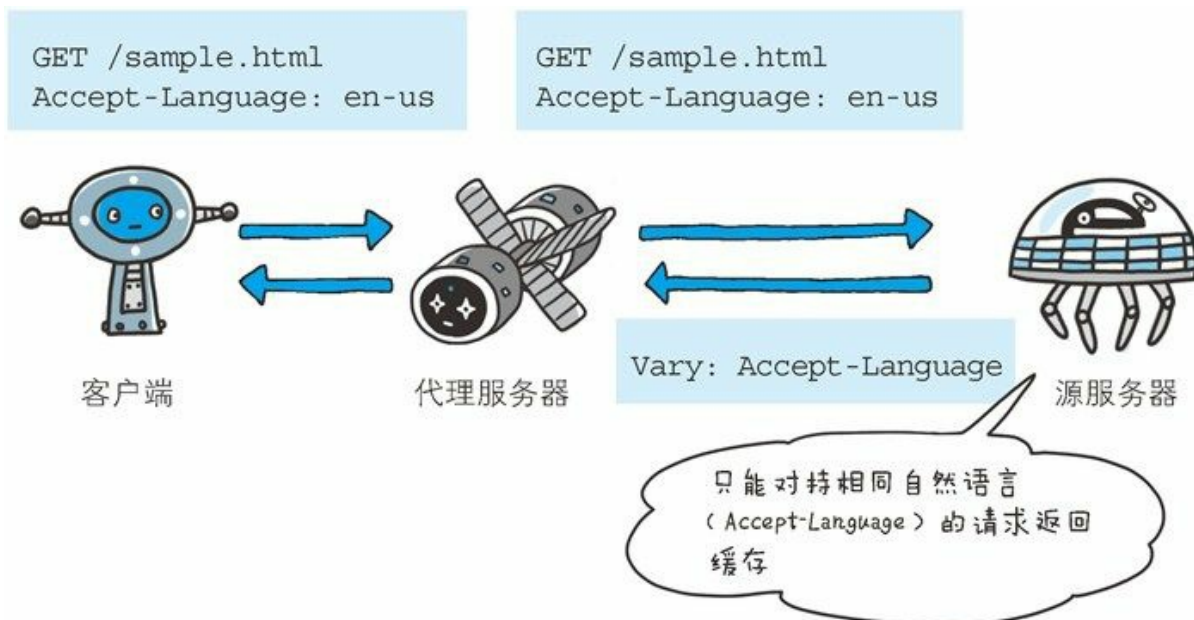 GET /sample.html
Accept-Language: en-us
GET /sample.html
Accept-Language: en-us
客户端
代理服务器
Vary: Accept-Language
源服务器
只能对持相同自然语言
(Accept-Language)的请求返回
缓存